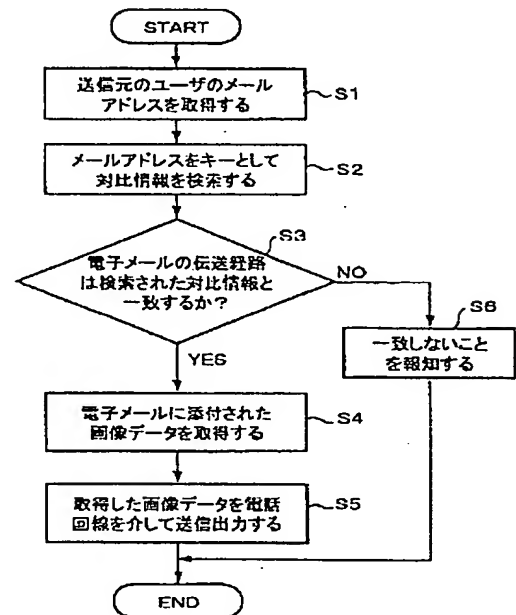 START
送信元のユーザのメール
アドレスを取得する
S1
メールアドレスをキーとして
対比情報を検索する
S2
S3
電子メールの伝送経路
は検索された対比情報と
一致するか?
NO
YES
S6
一致しないこと
を報知する
電子メールに添付された
画像データを取得する
S4
取得した画像データを電話
回線を介して送信出力する
S5
END